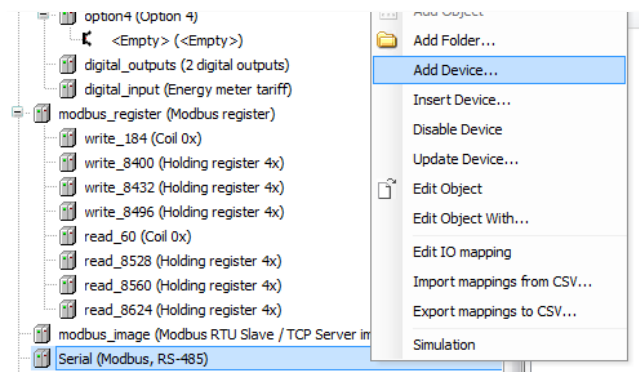 option4 (Option 4)
<Empty> (<Empty>)
digital_outputs (2 digital outputs)
digital_input (Energy meter tariff)
modbus_register (Modbus register)
write_184 (Coil 0x)
write_8400 (Holding register 4x)
write_8432 (Holding register 4x)
write_8496 (Holding register 4x)
read_60 (Coil 0x)
read_8528 (Holding register 4x)
read_8560 (Holding register 4x)
read_8624 (Holding register 4x)
modbus_image (Modbus RTU Slave / TCP Server im
Serial (Modbus, RS-485)
Add Object
Add Folder...
Add Device...
Insert Device...
Disable Device
Update Device...
Edit Object
Edit Object With...
Edit IO mapping
Import mappings from CSV...
Export mappings to CSV...
Simulation